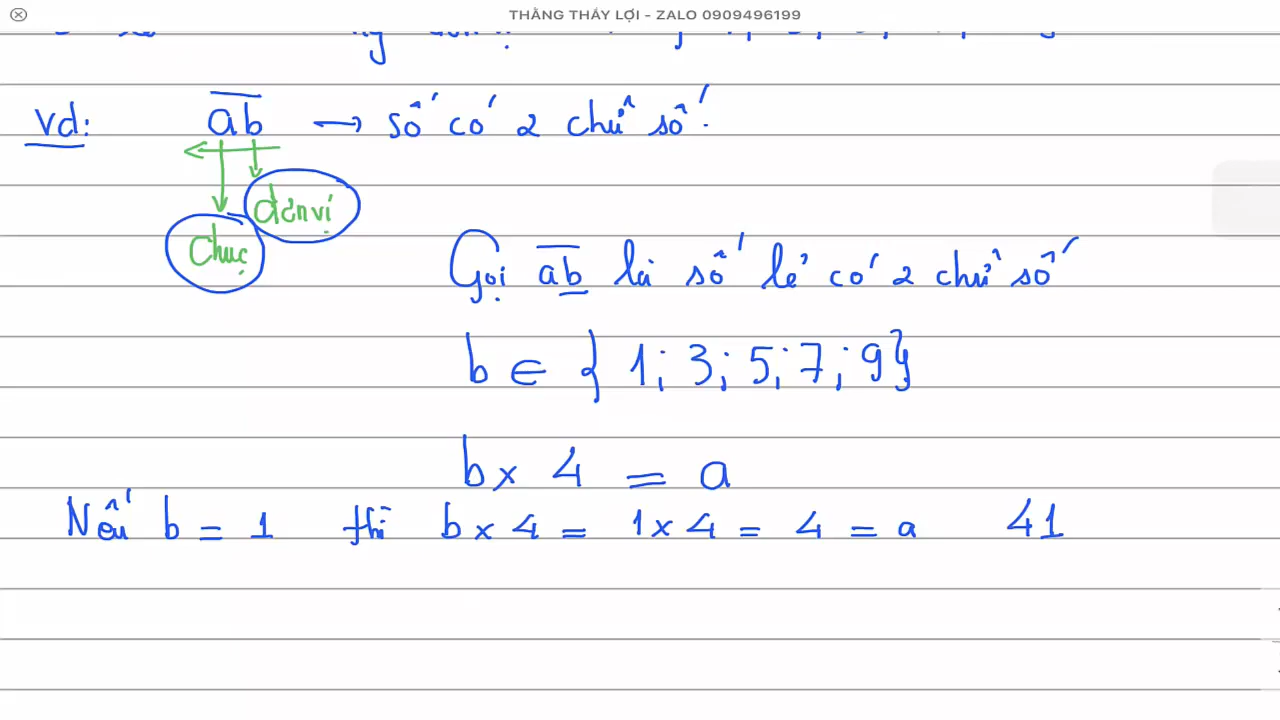 THẰNG THẦY LỢI - ZALO 0909496199
Vd: ab → số có 2 chữ số!
đơn vị
Chục
Gọi ab là số lẻ có 2 chữ số
b ∈ { 1; 3; 5; 7; 9}
b x 4 = a
Nếu b = 1 thì b x 4 = 1 x 4 = 4 = a 41